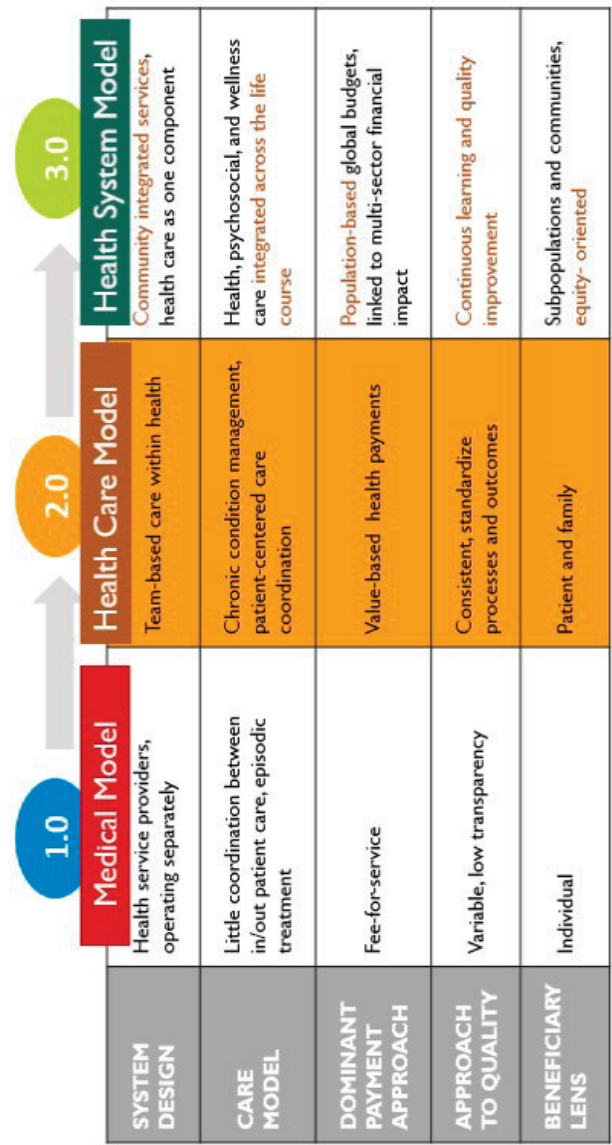 1.0
2.0
3.0
Medical Model
Health Care Model
Health System Model
SYSTEM
DESIGN
Health service providers,
operating separately
Team-based care within health
Community integrated services,
health care as one component
CARE
MODEL
Little coordination between
in/out patient care, episodic
treatment
Chronic condition management,
patient-centered care
coordination
Health, psychosocial, and wellness
care integrated across the life
course
DOMINANT
PAYMENT
APPROACH
Fee-for-service
Value-based health payments
Population-based global budgets,
linked to multi-sector financial
impact
APPROACH
TO QUALITY
Variable, low transparency
Consistent, standardize
processes and outcomes
Continuous learning and quality
improvement
BENEFICIARY
LENS
Individual
Patient and family
Subpopulations and communities,
equity- oriented